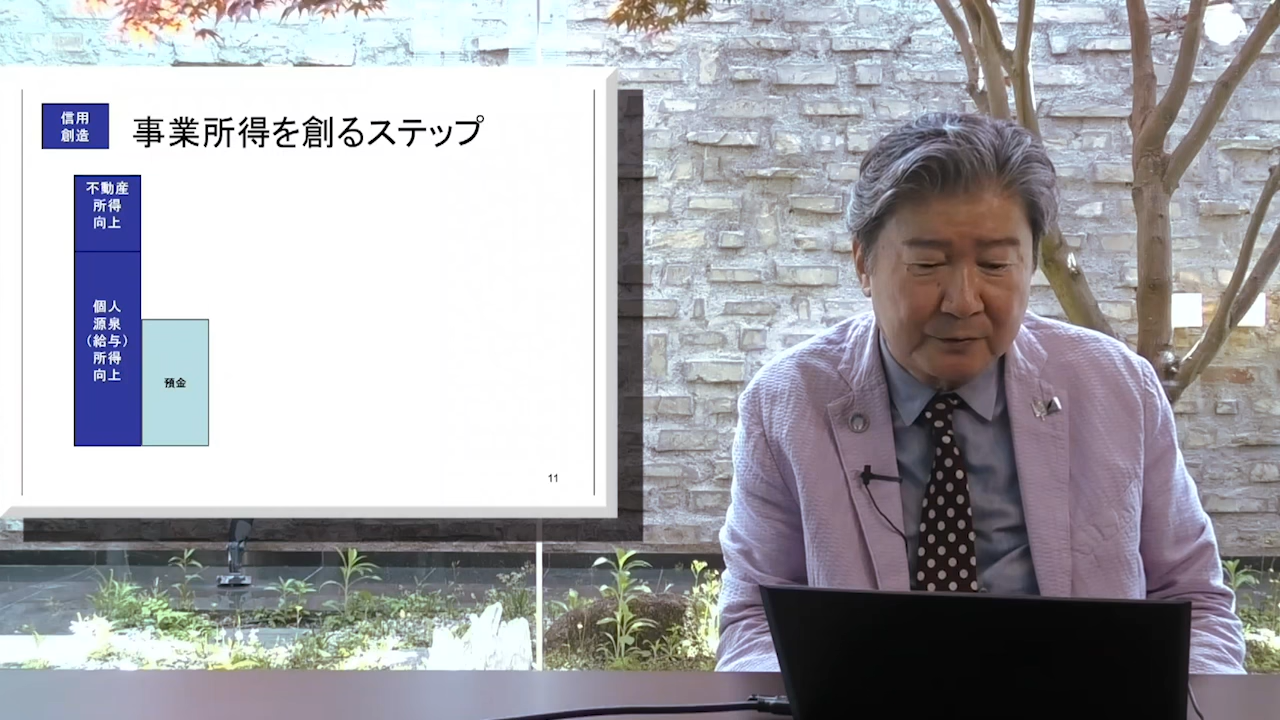 信用
創造
事業所得を創るステップ
不動産
所得
向上
個人
源泉
(給与)
所得
向上
預金
11